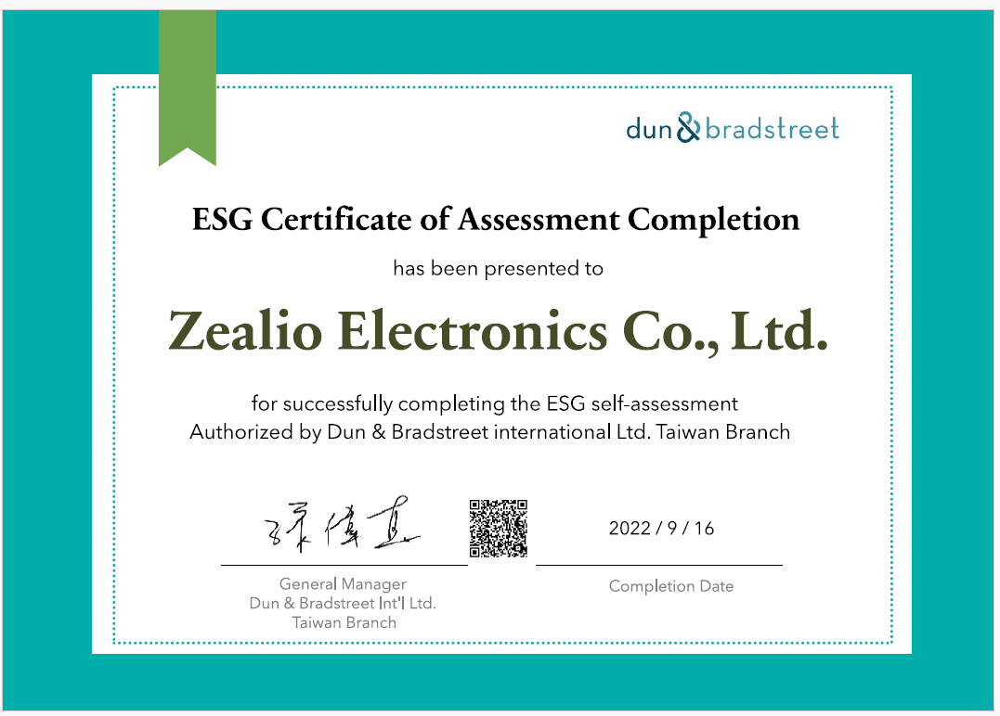 dun & bradstreet
ESG Certificate of Assessment Completion
has been presented to
Zealio Electronics Co., Ltd.
for successfully completing the ESG self-assessment
Authorized by Dun & Bradstreet international Ltd. Taiwan Branch
2022 / 9 / 16
General Manager
Dun & Bradstreet Int'l Ltd.
Taiwan Branch
Completion Date